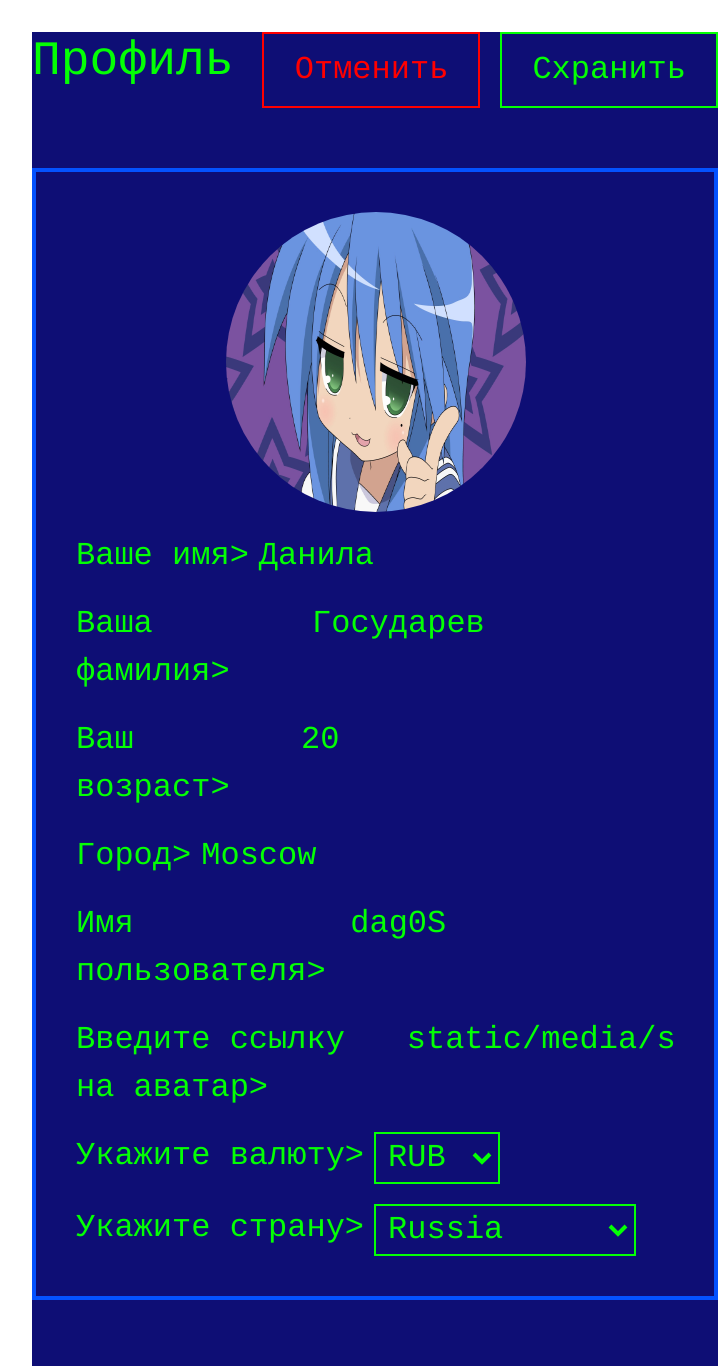 Профиль Отменить Схранить
Ваше имя> Данила
Ваша Государев
фамилия>
Ваш 20
возраст>
Город> Moscow
Имя dag0S
пользователя>
Введите ссылку static/media/s
на аватар>
Укажите валюту> RUB
Укажите страну> Russia